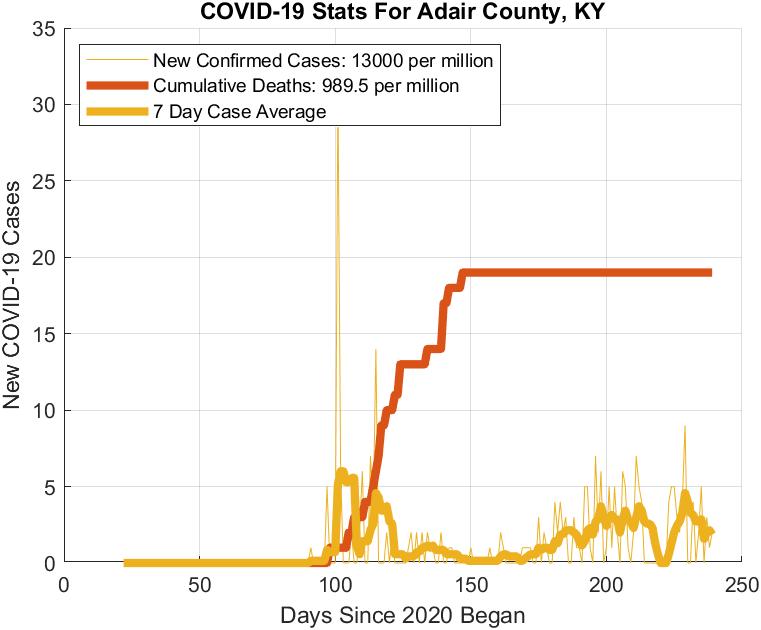 COVID-19 Stats For Adair County, KY
New Confirmed Cases: 13000 per million
Cumulative Deaths: 989.5 per million
7 Day Case Average
35
30
25
20
15
10
5
0
New COVID-19 Cases
0 50 100 150 200 250
Days Since 2020 Began